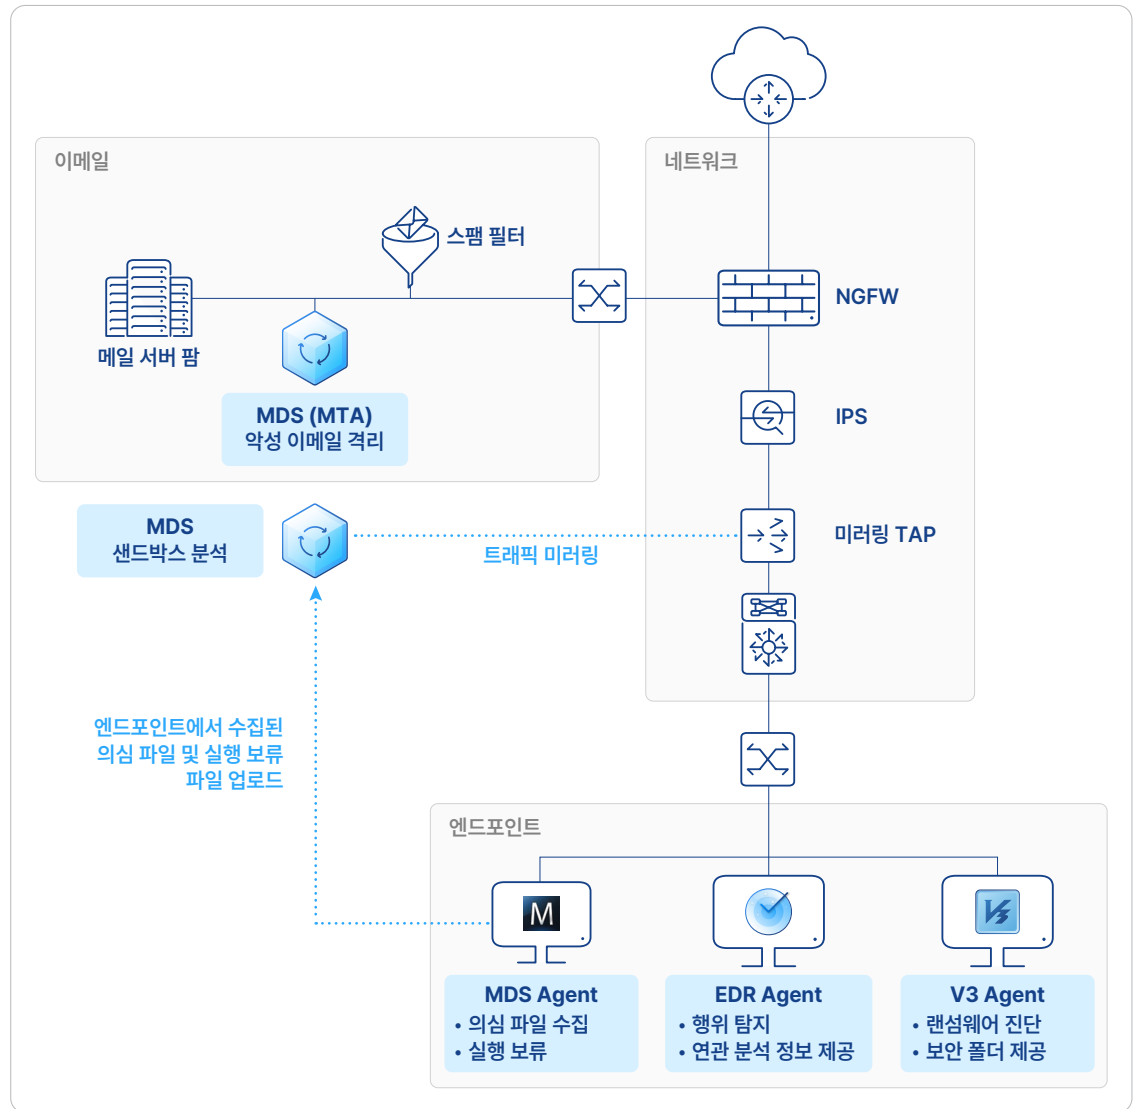 이메일
네트워크
스팸 필터
NGFW
메일 서버 팜
MDS (MTA)
악성 이메일 격리
IPS
MDS
샌드박스 분석
트래픽 미러링
미러링 TAP
엔드포인트에서 수집된
의심 파일 및 실행 보류
파일 업로드
엔드포인트
M
V3
MDS Agent
• 의심 파일 수집
• 실행 보류
EDR Agent
• 행위 탐지
• 연관 분석 정보 제공
V3 Agent
• 랜섬웨어 진단
• 보안 폴더 제공